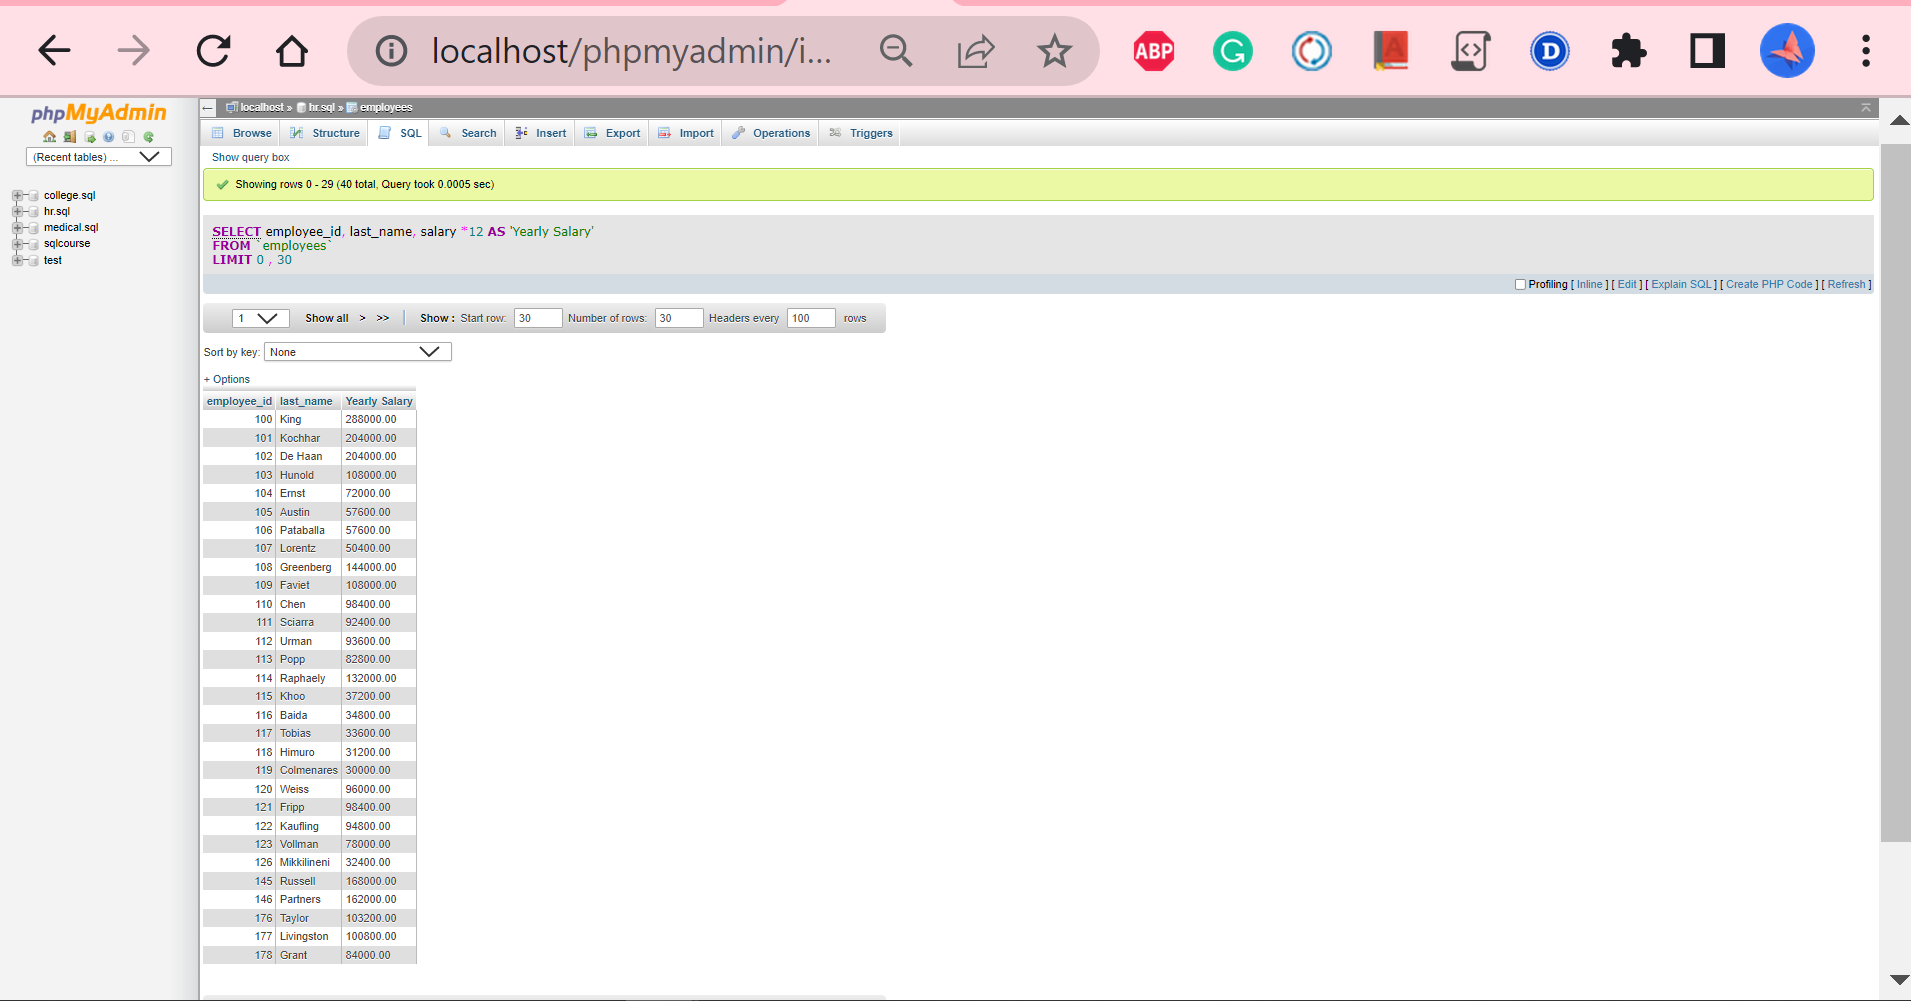 localhost/phpmyadmin/i...
ABP
G
A
D
phpMyAdmin
(Recent tables) ...
college.sql
hr.sql
medical.sql
sqlcourse
test
localhost » hr.sql » employees
Browse Structure SQL Search Insert Export Import Operations Triggers
Show query box
Showing rows 0 - 29 (40 total, Query took 0.0005 sec)
SELECT employee_id, last_name, salary *12 AS 'Yearly Salary'
FROM `employees`
LIMIT 0 , 30
Profiling [ Inline ] [ Edit ] [ Explain SQL ] [ Create PHP Code ] [ Refresh ]
1 Show all > >> Show : Start row: 30 Number of rows: 30 Headers every 100 rows
Sort by key: None
+ Options
employee_id last_name Yearly Salary
100 King 288000.00
101 Kochhar 204000.00
102 De Haan 204000.00
103 Hunold 108000.00
104 Ernst 72000.00
105 Austin 57600.00
106 Pataballa 57600.00
107 Lorentz 50400.00
108 Greenberg 144000.00
109 Faviet 108000.00
110 Chen 98400.00
111 Sciarra 92400.00
112 Urman 93600.00
113 Popp 82800.00
114 Raphaely 132000.00
115 Khoo 37200.00
116 Baida 34800.00
117 Tobias 33600.00
118 Himuro 31200.00
119 Colmenares 30000.00
120 Weiss 96000.00
121 Fripp 98400.00
122 Kaufling 94800.00
123 Vollman 78000.00
126 Mikkilineni 32400.00
145 Russell 168000.00
146 Partners 162000.00
176 Taylor 103200.00
177 Livingston 100800.00
178 Grant 84000.00